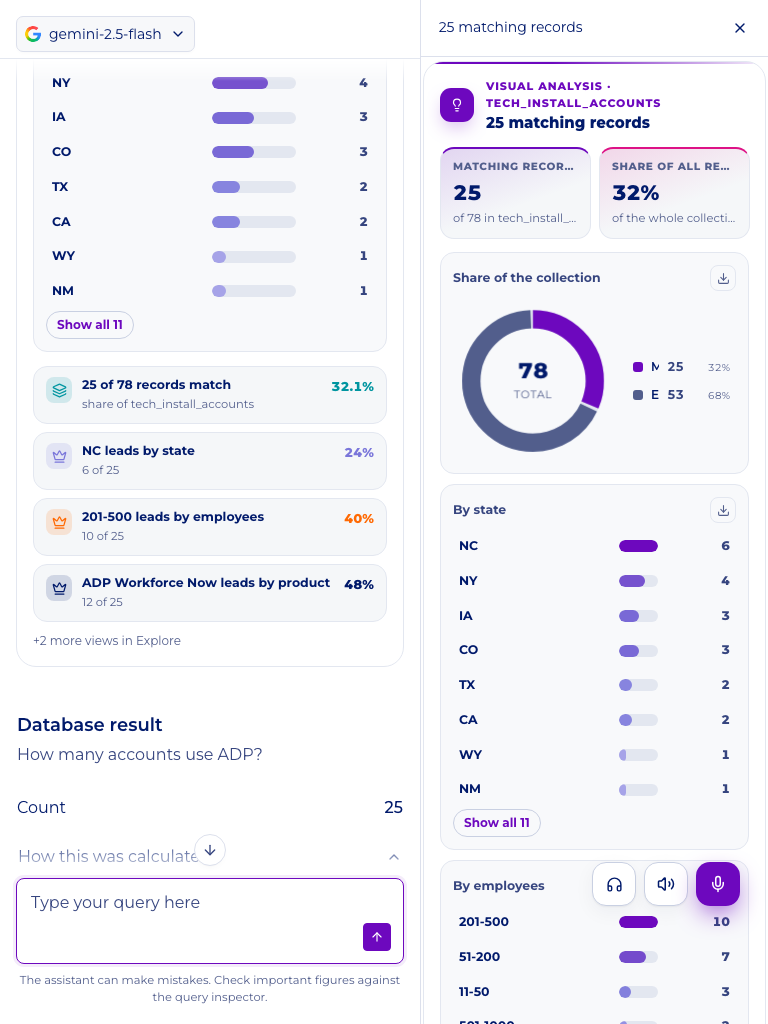 gemini-2.5-flash
NY 4
IA 3
CO 3
TX 2
CA 2
WY 1
NM 1
Show all 11
25 of 78 records match 32.1%
share of tech_install_accounts
NC leads by state 24%
6 of 25
201-500 leads by employees 40%
10 of 25
ADP Workforce Now leads by product 48%
12 of 25
+2 more views in Explore
Database result
How many accounts use ADP?
Count 25
How this was calculate
Type your query here
The assistant can make mistakes. Check important figures against
the query inspector.
25 matching records
VISUAL ANALYSIS ·
TECH_INSTALL_ACCOUNTS
25 matching records
MATCHING RECOR...
25
of 78 in tech_install_...
SHARE OF ALL RE...
32%
of the whole collecti...
Share of the collection
78
TOTAL
M 25 32%
E 53 68%
By state
NC 6
NY 4
IA 3
CO 3
TX 2
CA 2
WY 1
NM 1
Show all 11
By employees
201-500 10
51-200 7
11-50 3